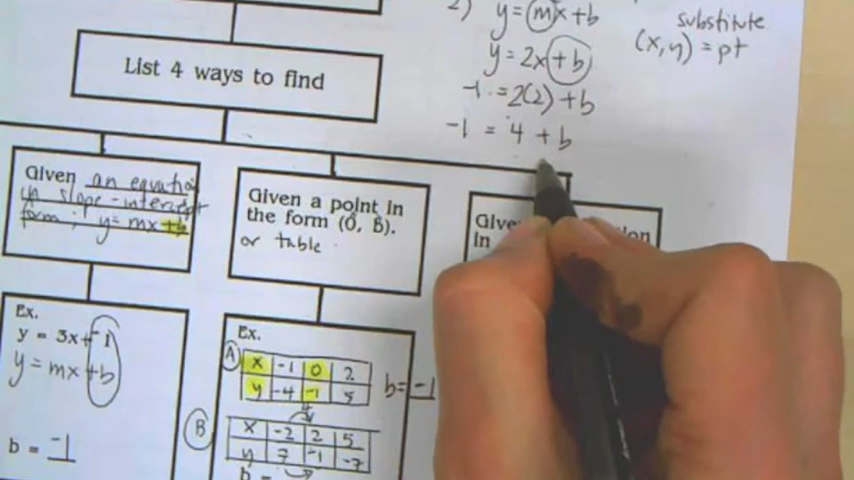 2) y = mx + b
substitute
(x, y) = pt
y = 2x + b
-1 = 2(2) + b
-1 = 4 + b
List 4 ways to find
Given an equation
in slope-intercept
form; y = mx + b
Given a point in
the form (0, B).
or table
in
Ex.
y = 3x + -1
y = mx + b
b = -1
Ex.
A
x -1 0 2
y -4 -1 5
b = -1
4
B
x -2 2 5
y 7 -1 -7
b =